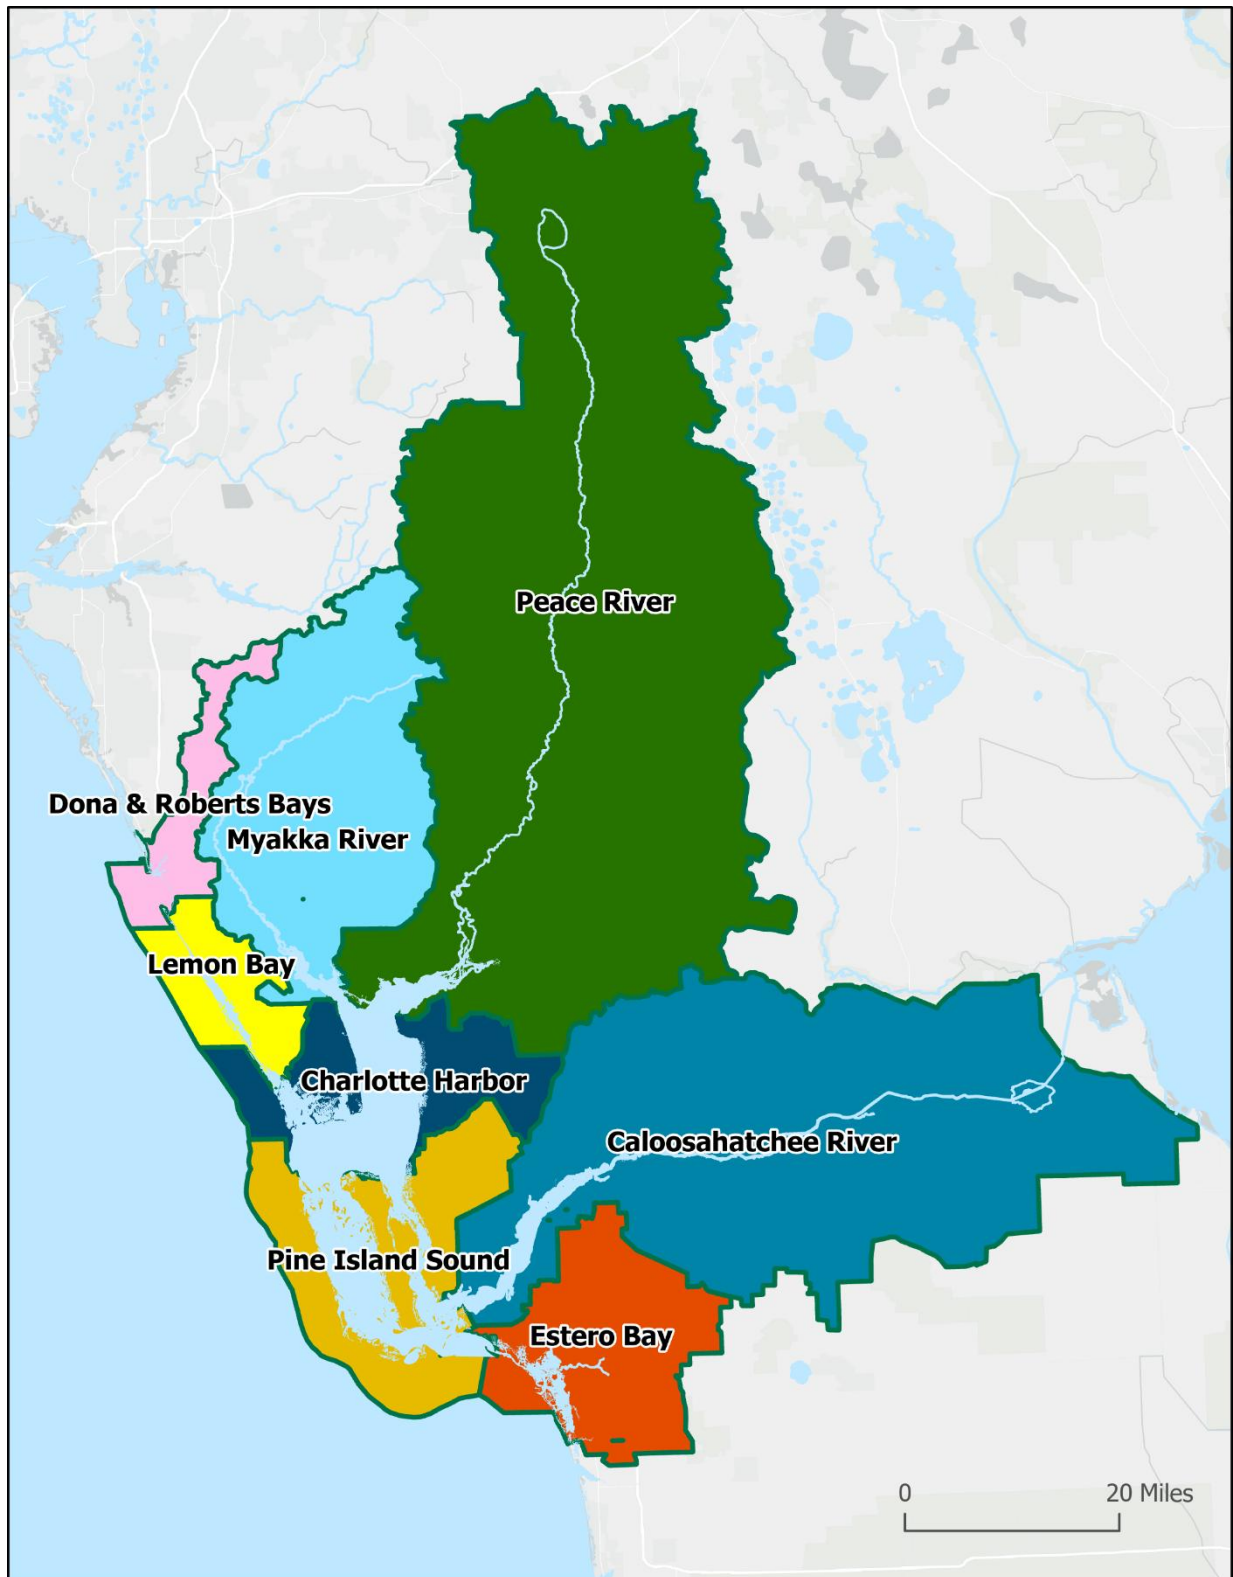 Peace River
Dona & Roberts Bays
Myakka River
Lemon Bay
Charlotte Harbor
Caloosahatchee River
Pine Island Sound
Estero Bay
0 20 Miles